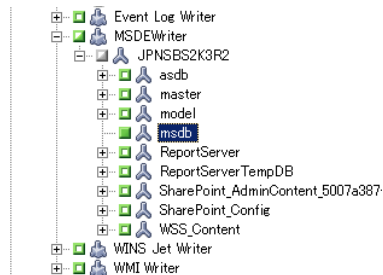 Event Log Writer
MSDEWriter
JPNSBS2K3R2
asdb
master
model
msdb
ReportServer
ReportServerTempDB
SharePoint_AdminContent_5007a387-
SharePoint_Config
WSS_Content
WINS Jet Writer
WMI Writer